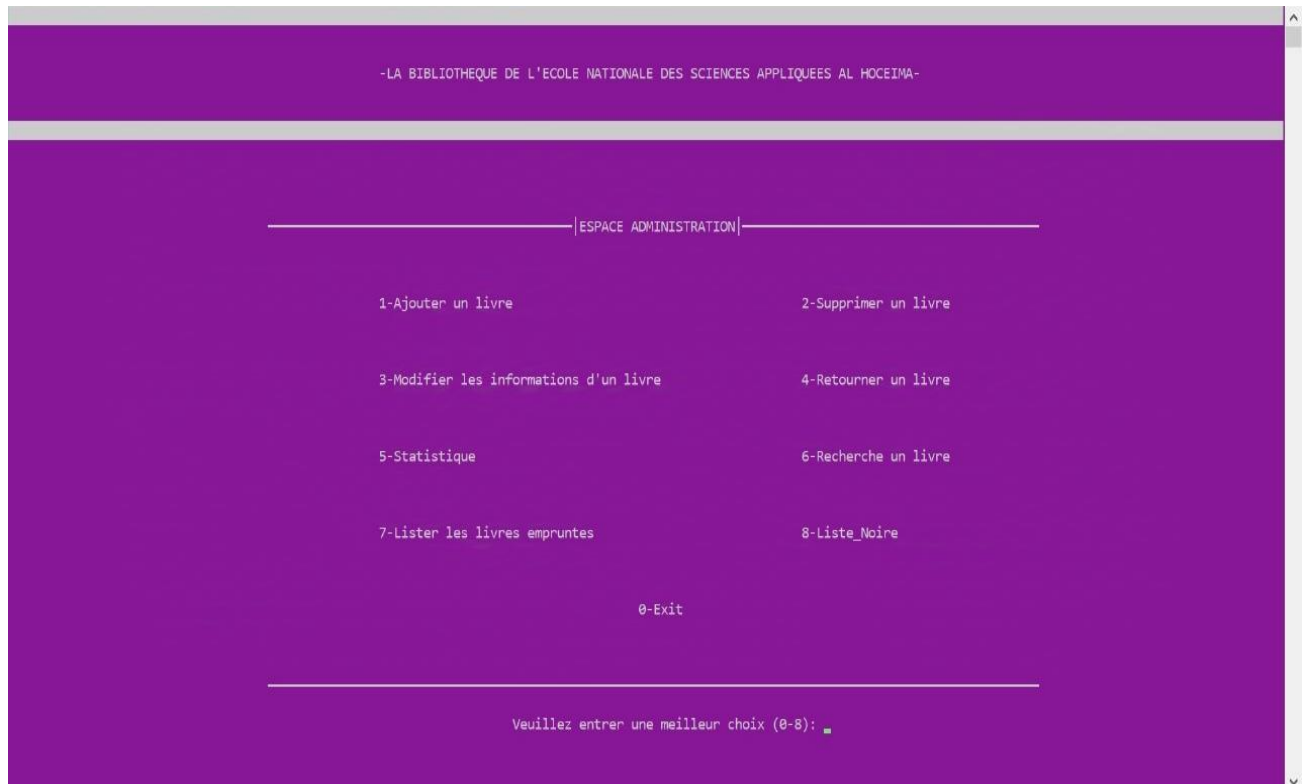 -LA BIBLIOTHEQUE DE L'ECOLE NATIONALE DES SCIENCES APPLIQUEES AL HOCEIMA-
|ESPACE ADMINISTRATION|
1-Ajouter un livre 2-Supprimer un livre
3-Modifier les informations d'un livre 4-Retourner un livre
5-Statistique 6-Recherche un livre
7-Lister les livres empruntes 8-Liste_Noire
0-Exit
Veuillez entrer une meilleur choix (0-8):